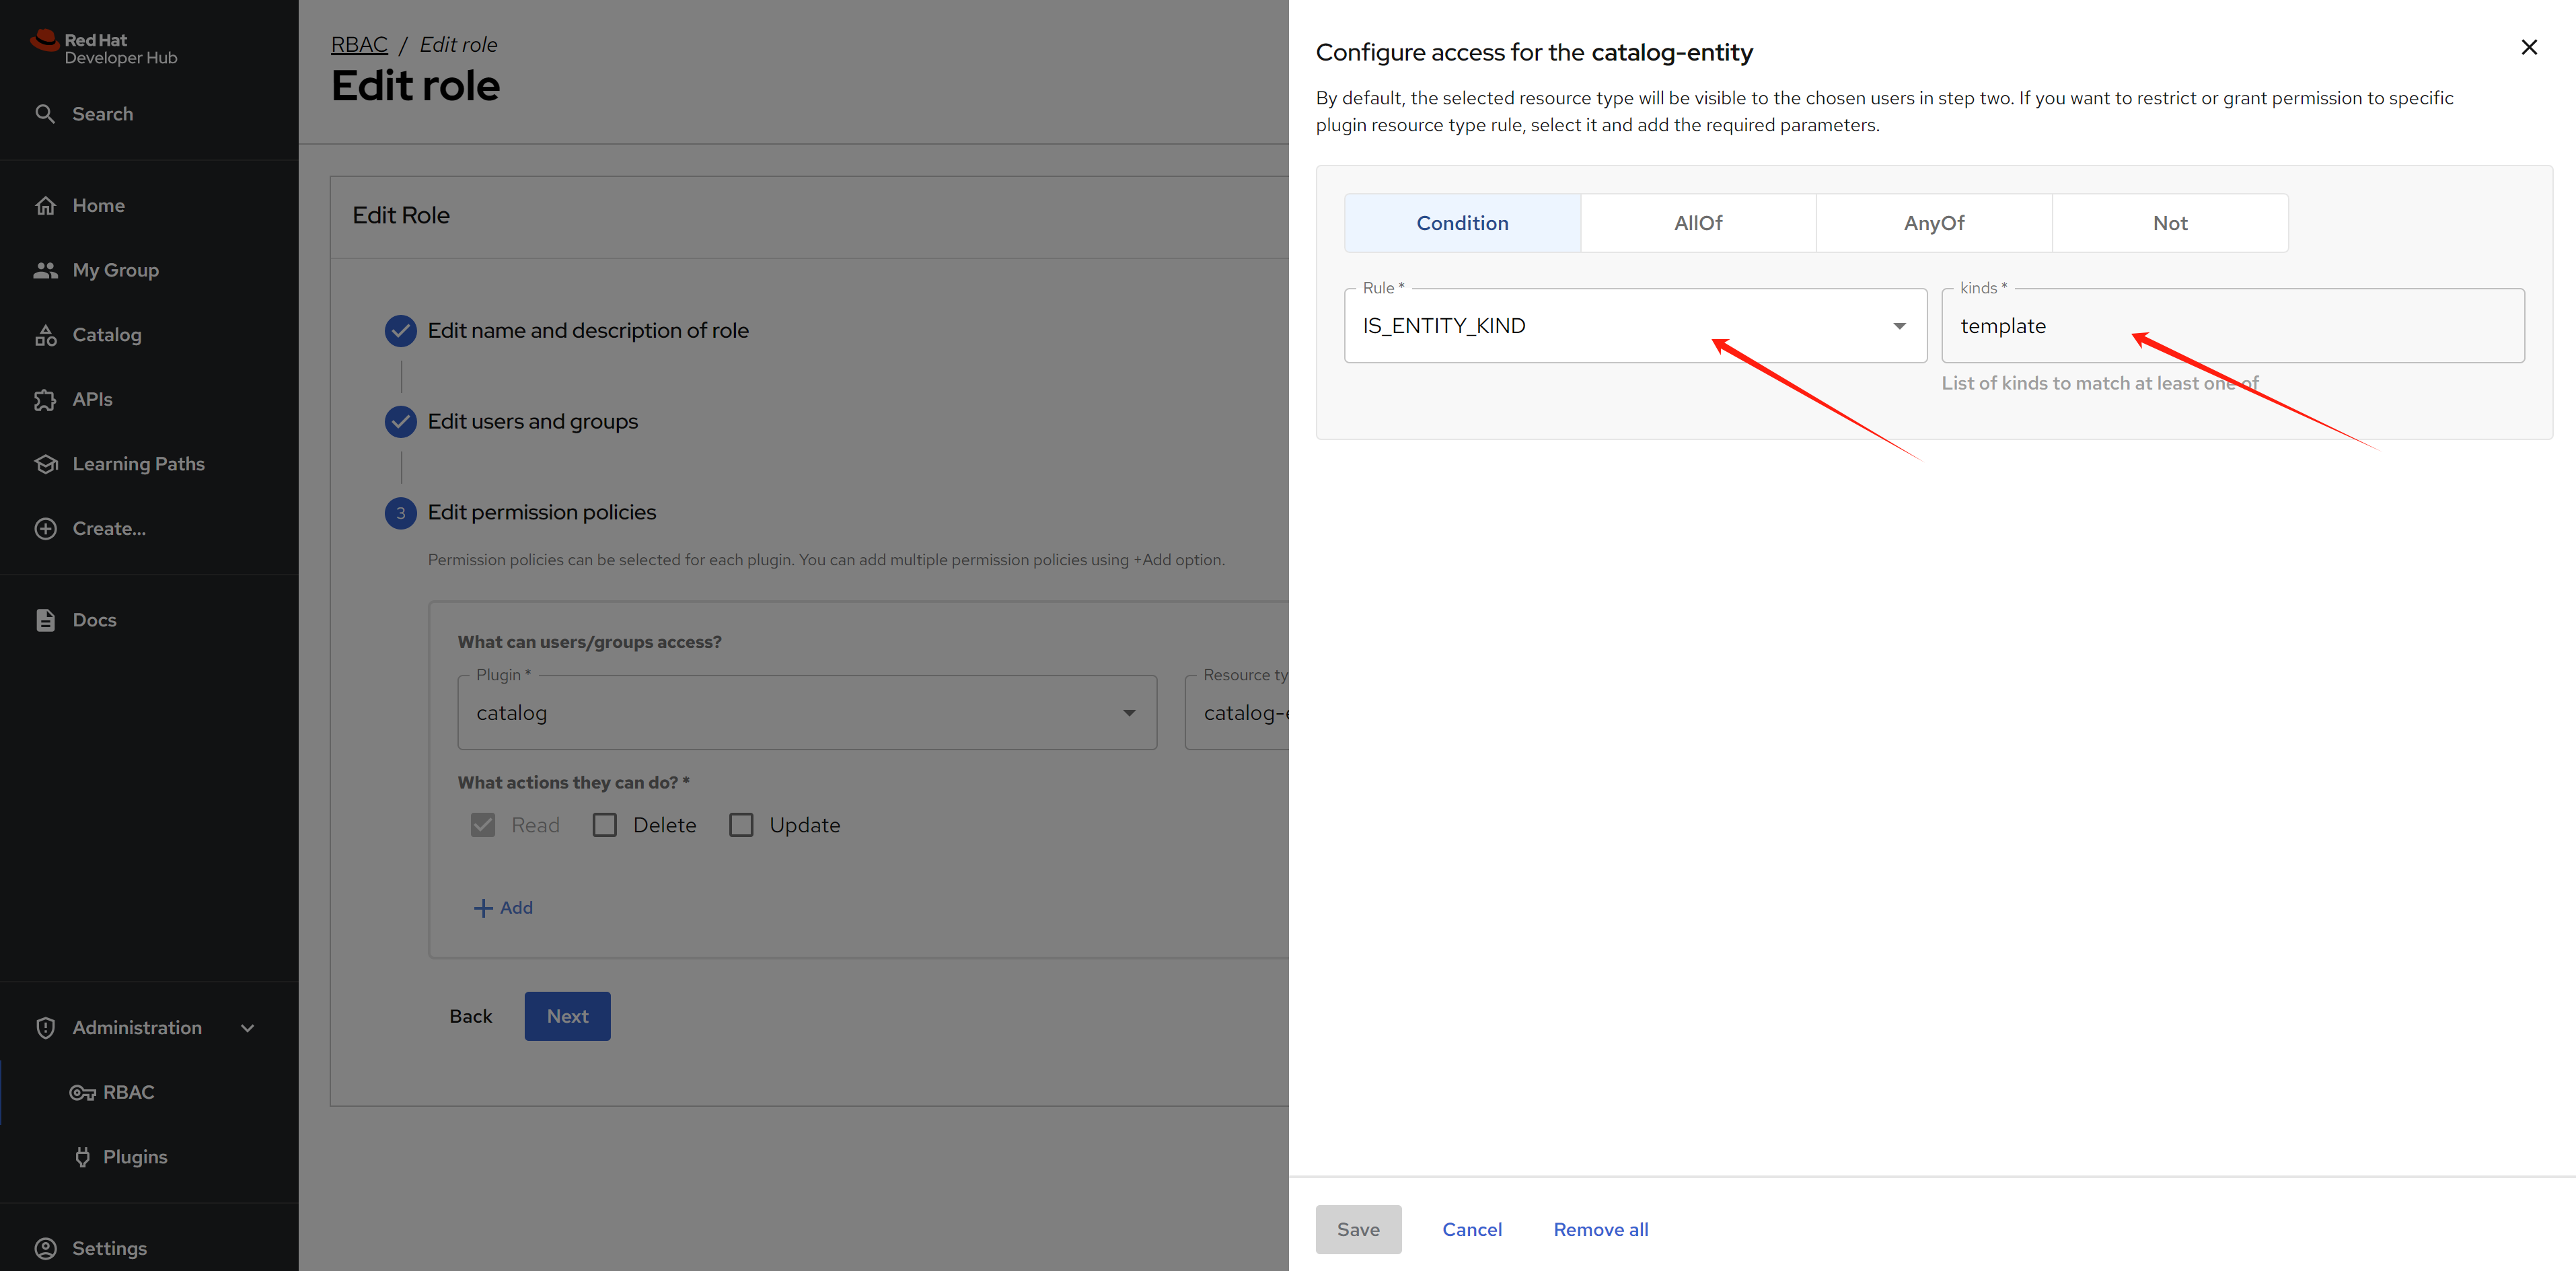 Red Hat
Developer Hub
Search
Home
My Group
Catalog
APIs
Learning Paths
Create...
Docs
Administration
RBAC
Plugins
Settings
RBAC / Edit role
Edit role
Edit Role
Edit name and description of role
Edit users and groups
3 Edit permission policies
Permission policies can be selected for each plugin. You can add multiple permission policies using +Add option.
What can users/groups access?
Plugin *
catalog
Resource ty
catalog-e
What actions they can do? *
Read Delete Update
+ Add
Back Next
Configure access for the catalog-entity
By default, the selected resource type will be visible to the chosen users in step two. If you want to restrict or grant permission to specific
plugin resource type rule, select it and add the required parameters.
Condition AllOf AnyOf Not
Rule *
IS_ENTITY_KIND
kinds *
template
List of kinds to match at least one of
Save Cancel Remove all